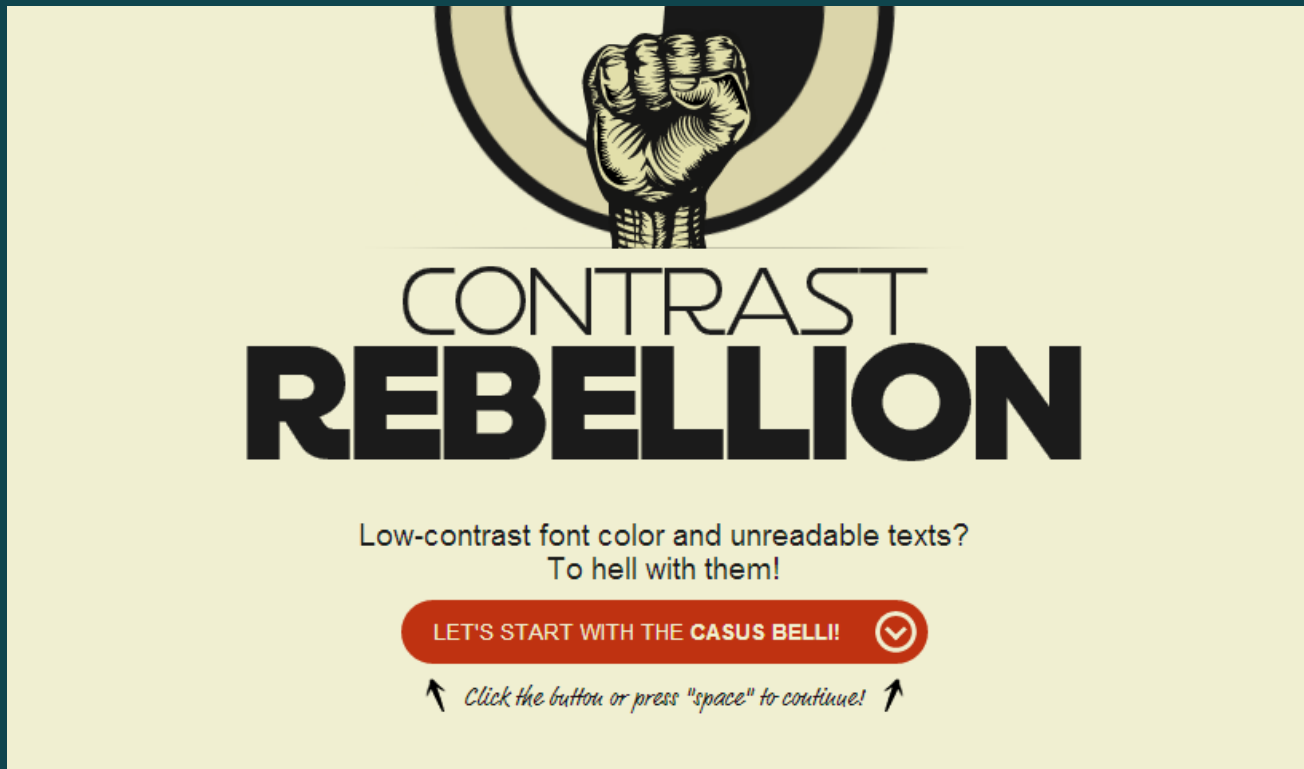 CONTRAST
REBELLION
Low-contrast font color and unreadable texts?
To hell with them!
LET'S START WITH THE CASUS BELLI!
Click the button or press "space" to continue!